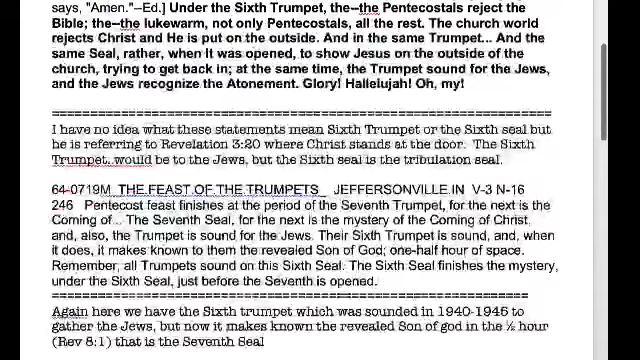 says, "Amen."–Ed.] Under the Sixth Trumpet, the--the Pentecostals reject the
Bible; the--the lukewarm, not only Pentecostals, all the rest. The church world
rejects Christ and He is put on the outside. And in the same Trumpet... And the
same Seal, rather, when It was opened, to show Jesus on the outside of the
church, trying to get back in; at the same time, the Trumpet sound for the Jews,
and the Jews recognize the Atonement. Glory! Hallelujah! Oh, my!
=====================================================
I have no idea what these statements mean Sixth Trumpet or the Sixth seal but
he is referring to Revelation 3:20 where Christ stands at the door. The Sixth
Trumpet..would be to the Jews, but the Sixth seal is the tribulation seal.
64-0719M THE FEAST OF THE TRUMPETS_ JEFFERSONVILLE.IN V-3 N-16
246 Pentecost feast finishes at the period of the Seventh Trumpet, for the next is the
Coming of... The Seventh Seal, for the next is the mystery of the Coming of Christ.
and, also, the Trumpet is sound for the Jews. Their Sixth Trumpet is sound, and, when
it does, it makes known to them the revealed Son of God; one-half hour of space.
Remember, all Trumpets sound on this Sixth Seal. The Sixth Seal finishes the mystery,
under the Sixth Seal, just before the Seventh is opened.
===================================================
Again here we have the Sixth trumpet which was sounded in 1940-1945 to
gather the Jews, but now it makes known the revealed Son of god in the ½ hour
(Rev 8:1) that is the Seventh Seal